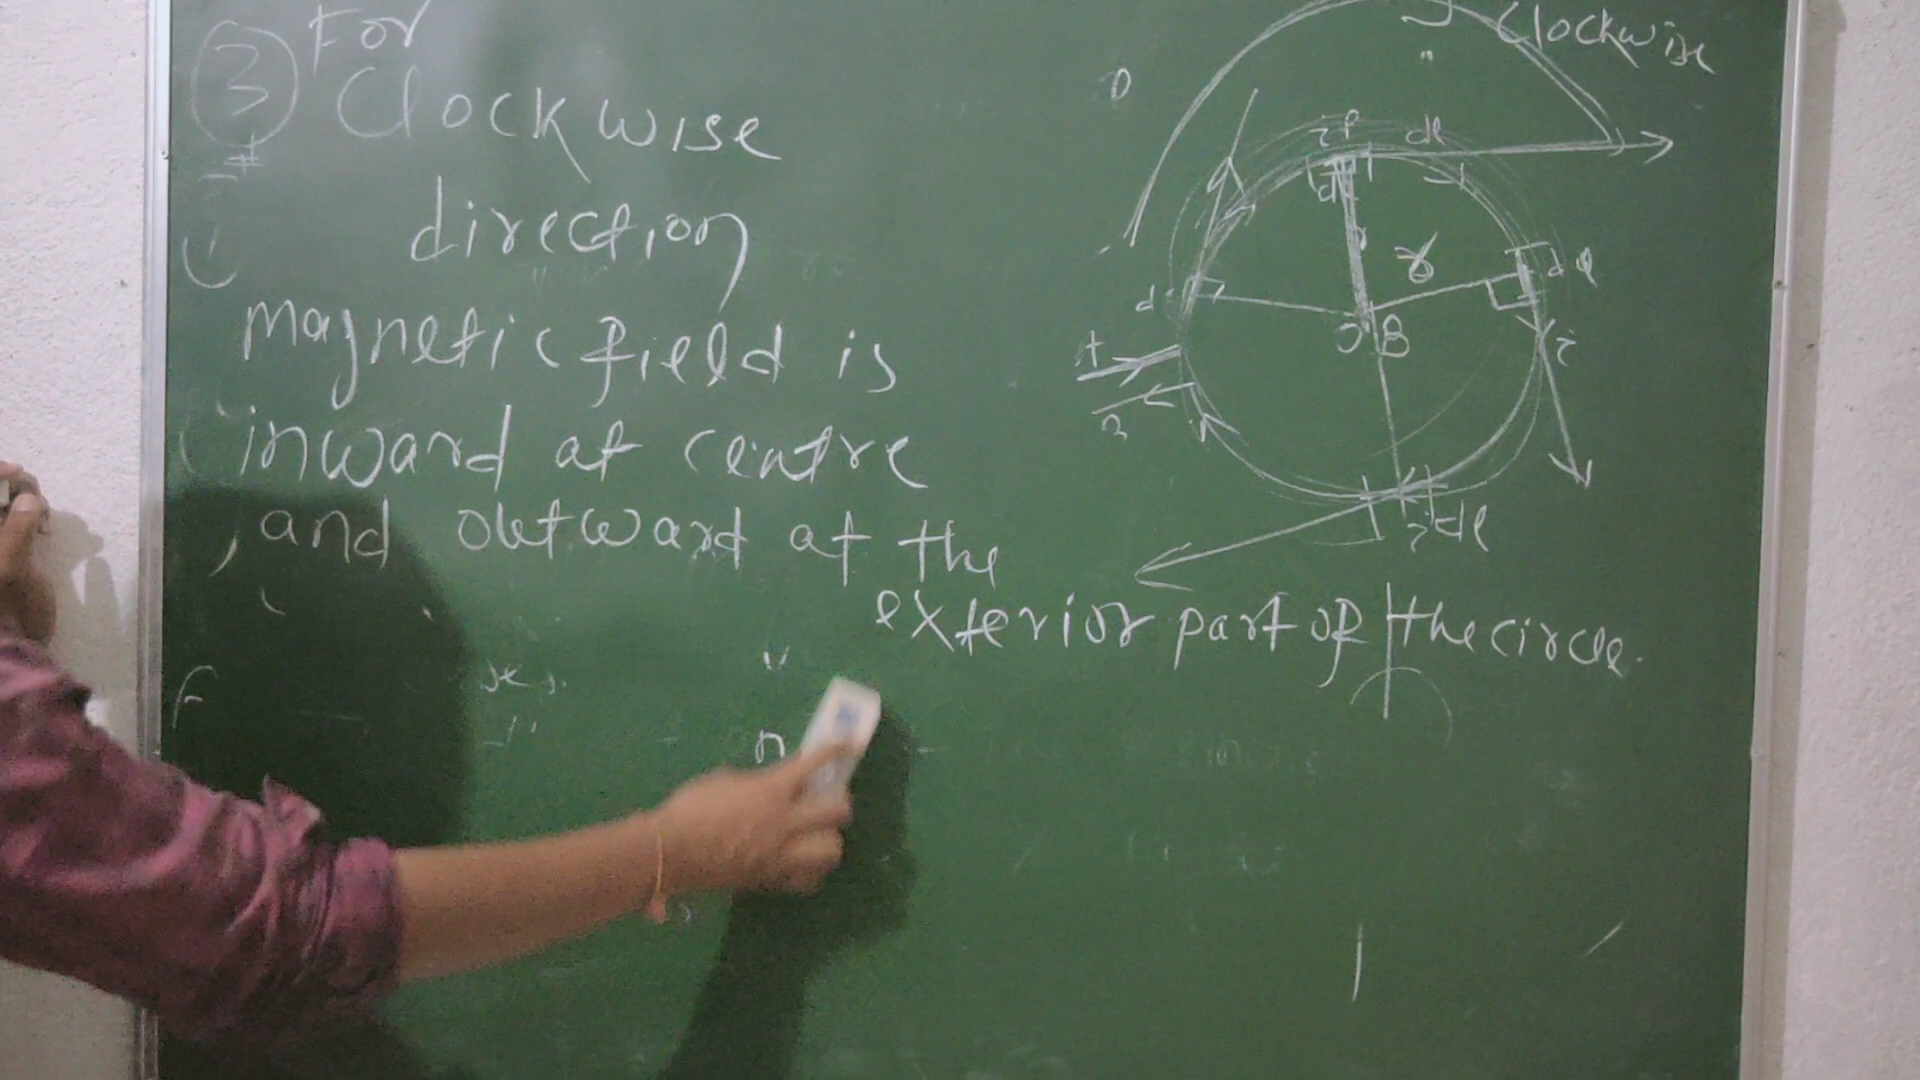 ③ For
Clockwise
direction
magnetic field is
inward at centre
and outward at the
exterior part of the circle.
Clockwise
P dl
r
dl
O B
i
dl